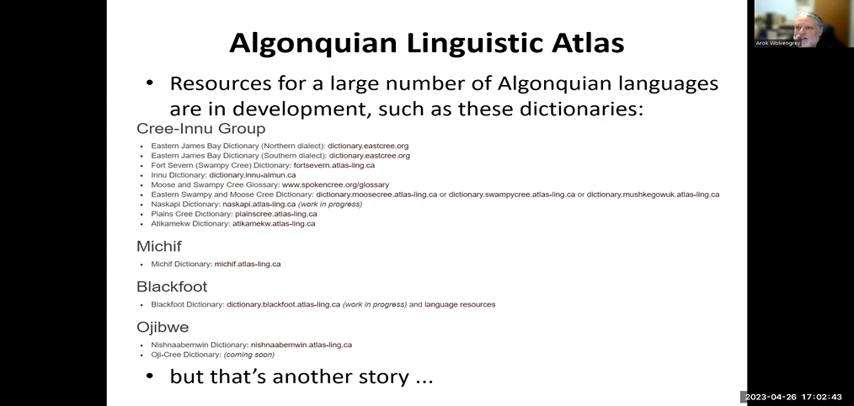 Algonquian Linguistic Atlas
Arok Wolvengrey
• Resources for a large number of Algonquian languages
are in development, such as these dictionaries:
Cree-Innu Group
• Eastern James Bay Dictionary (Northern dialect): dictionary.eastcree.org
• Eastern James Bay Dictionary (Southern dialect): dictionary.eastcree.org
• Fort Severn (Swampy Cree) Dictionary: fortsevern.atlas-ling.ca
• Innu Dictionary: dictionary.innu-aimun.ca
• Moose and Swampy Cree Glossary: www.spokencree.org/glossary
• Eastern Swampy and Moose Cree Dictionary: dictionary.moosecree.atlas-ling.ca or dictionary.swampycree.atlas-ling.ca or dictionary.mushkegowuk.atlas-ling.ca
• Naskapi Dictionary: naskapi.atlas-ling.ca (work in progress)
• Plains Cree Dictionary: plainscree.atlas-ling.ca
• Atikamekw Dictionary: atikamekw.atlas-ling.ca
Michif
• Michif Dictionary: michif.atlas-ling.ca
Blackfoot
• Blackfoot Dictionary: dictionary.blackfoot.atlas-ling.ca (work in progress) and language resources
Ojibwe
• Nishnaabemwin Dictionary: nishnaabemwin.atlas-ling.ca
• Oji-Cree Dictionary: (coming soon)
• but that's another story ...
2023-04-26 17:02:43